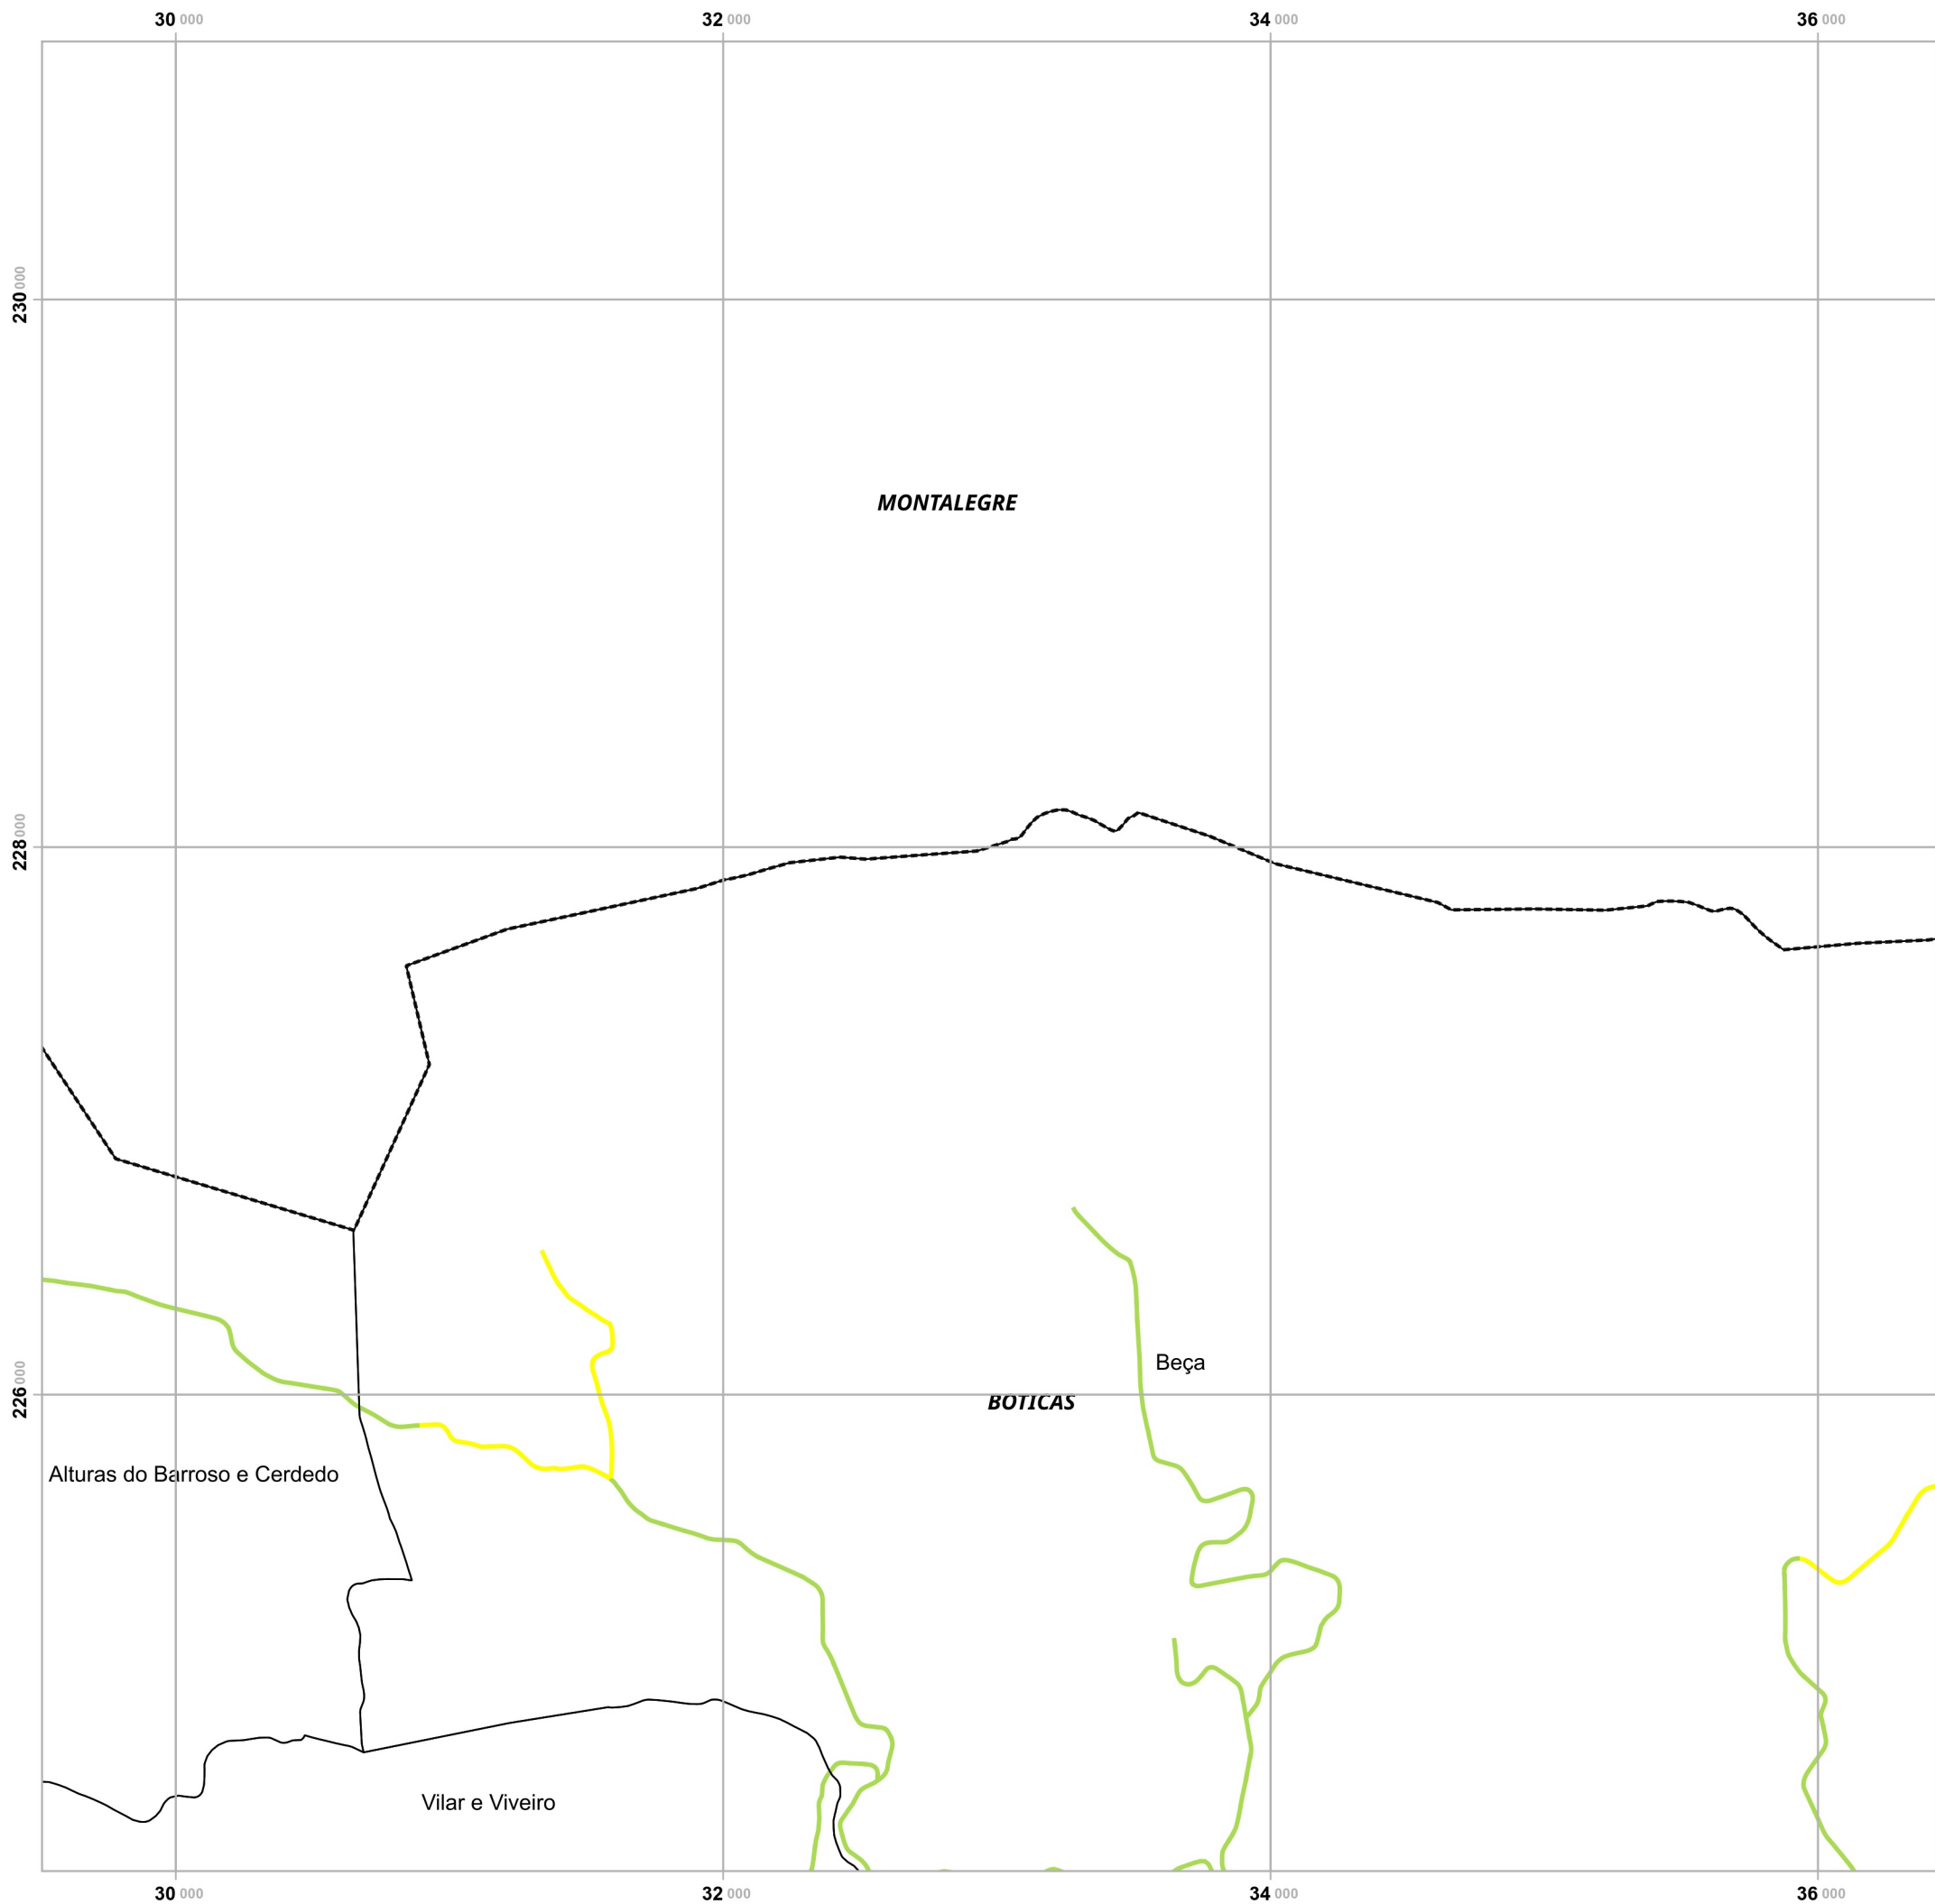 30 000 32 000 34 000 36 000
230 000
MONTALEGRE
228 000
Beça
226 000
BOTICAS
Alturas do Barroso e Cerdedo
Vilar e Viveiro
30 000 32 000 34 000 36 000